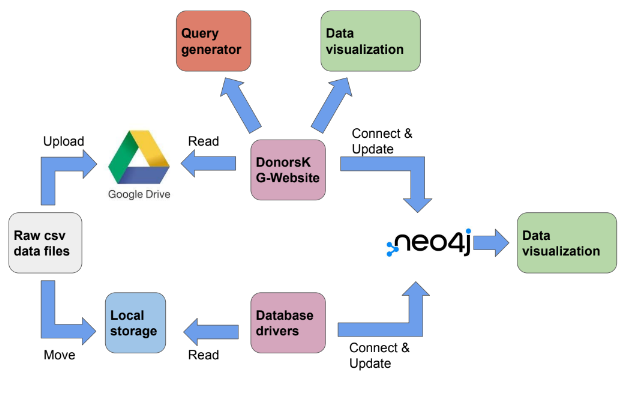 Query
generator
Data
visualization
Upload
Read
Connect &
Update
DonorsK
G-Website
Google Drive
Raw csv
data files
neo4j
Data
visualization
Local
storage
Database
drivers
Move
Read
Connect &
Update